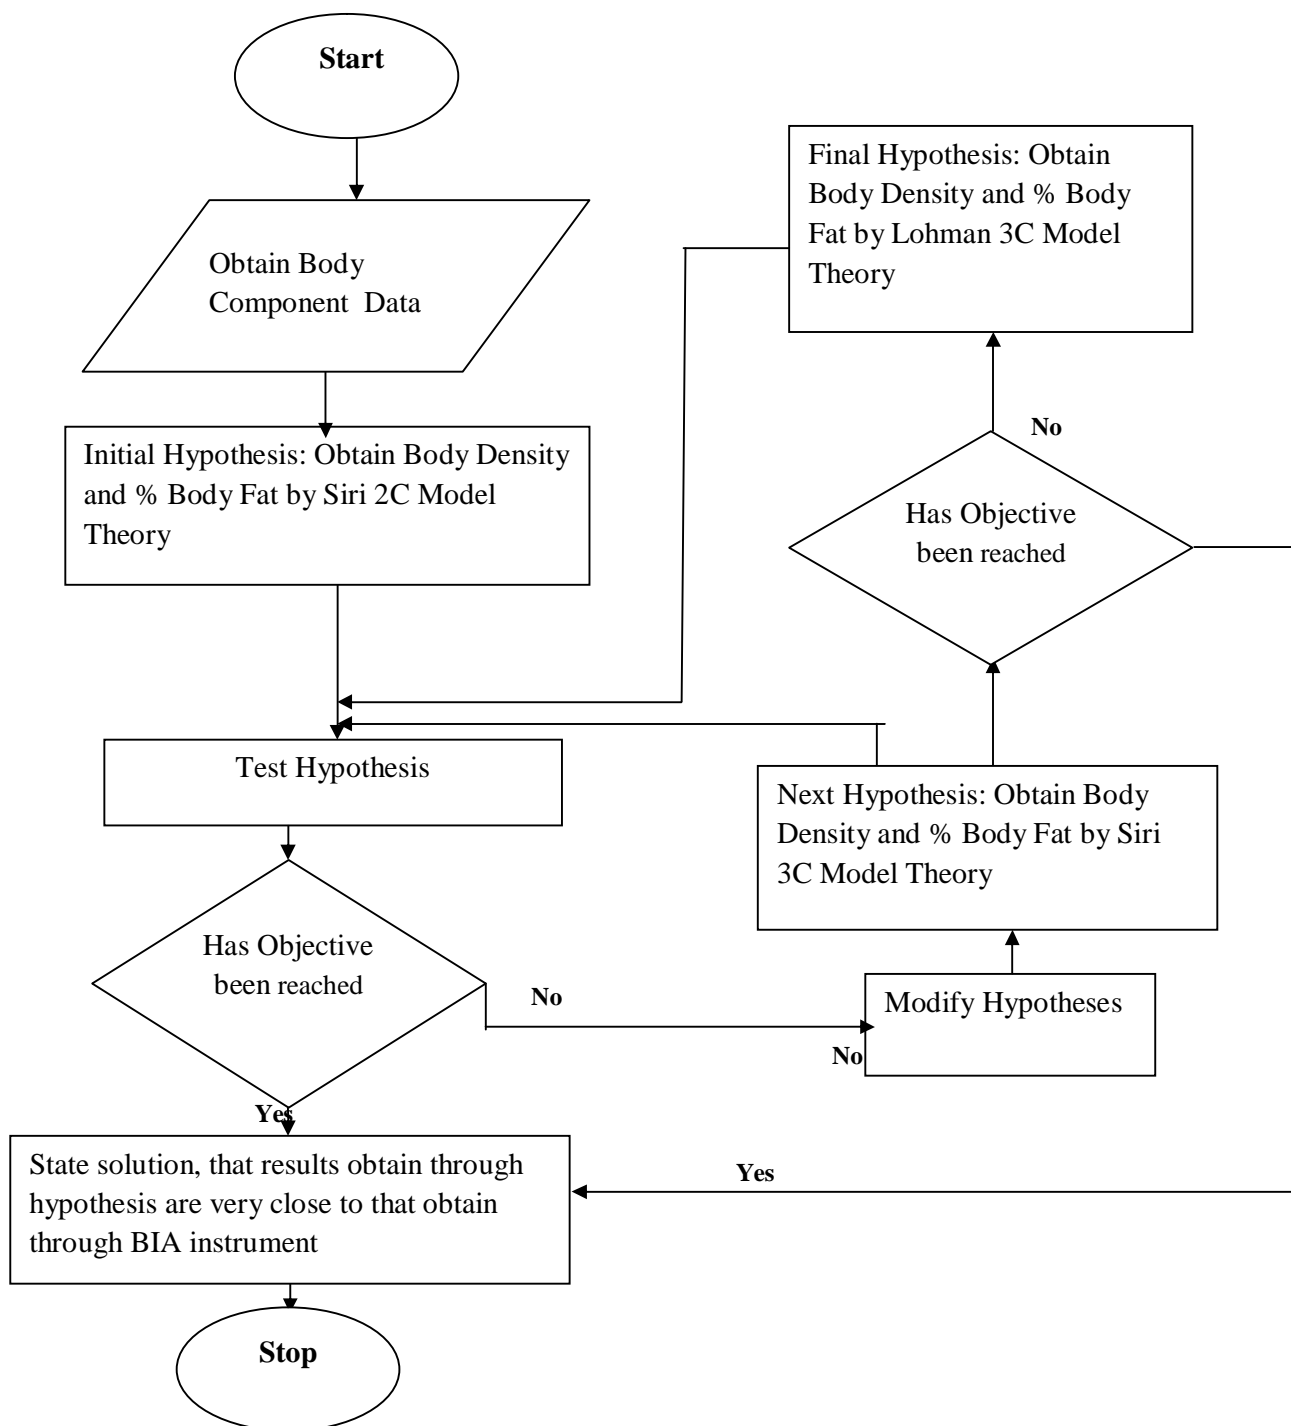 Start
Obtain Body
Component Data
Initial Hypothesis: Obtain Body Density
and % Body Fat by Siri 2C Model
Theory
Test Hypothesis
Has Objective
been reached
No
No
Modify Hypotheses
Next Hypothesis: Obtain Body
Density and % Body Fat by Siri
3C Model Theory
Has Objective
been reached
No
Final Hypothesis: Obtain
Body Density and % Body
Fat by Lohman 3C Model
Theory
Yes
Yes
State solution, that results obtain through
hypothesis are very close to that obtain
through BIA instrument
Stop